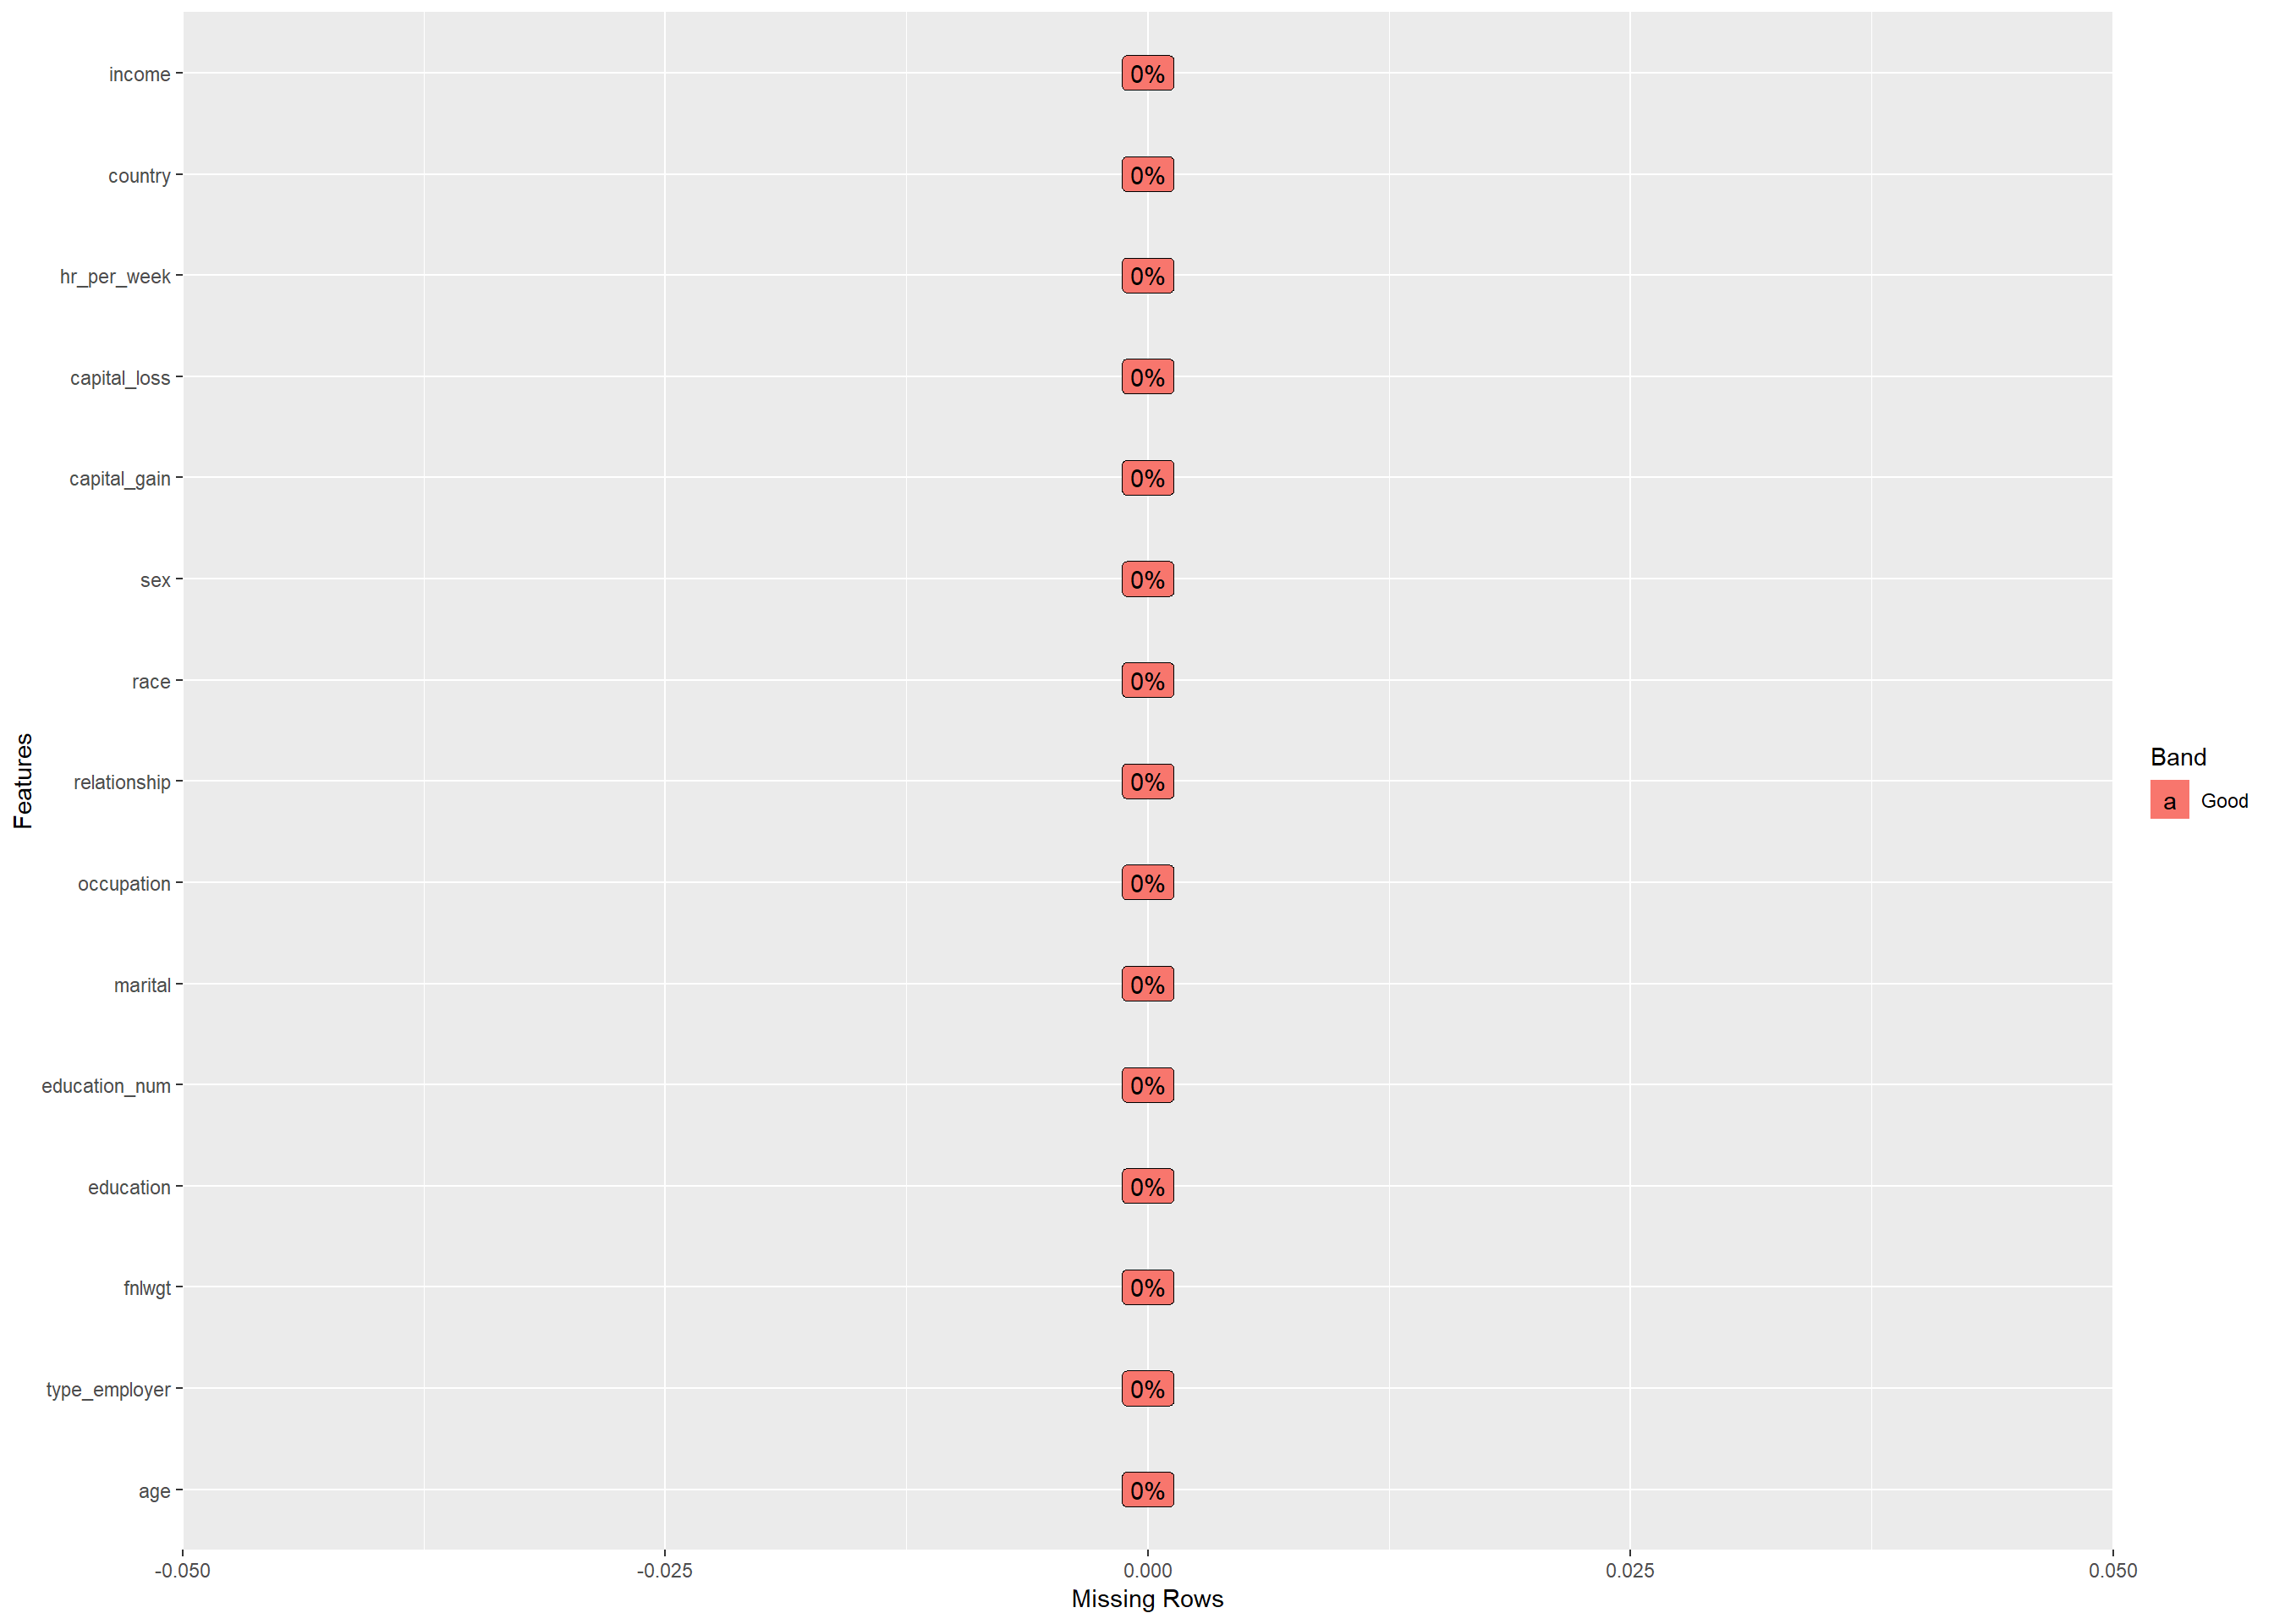 income 0%
country 0%
hr_per_week 0%
capital_loss 0%
capital_gain 0%
sex 0%
race 0%
relationship 0%
occupation 0%
marital 0%
education_num 0%
education 0%
fnlwgt 0%
type_employer 0%
age 0%
-0.050 -0.025 0.000 0.025 0.050
Missing Rows
Features
Band
a Good